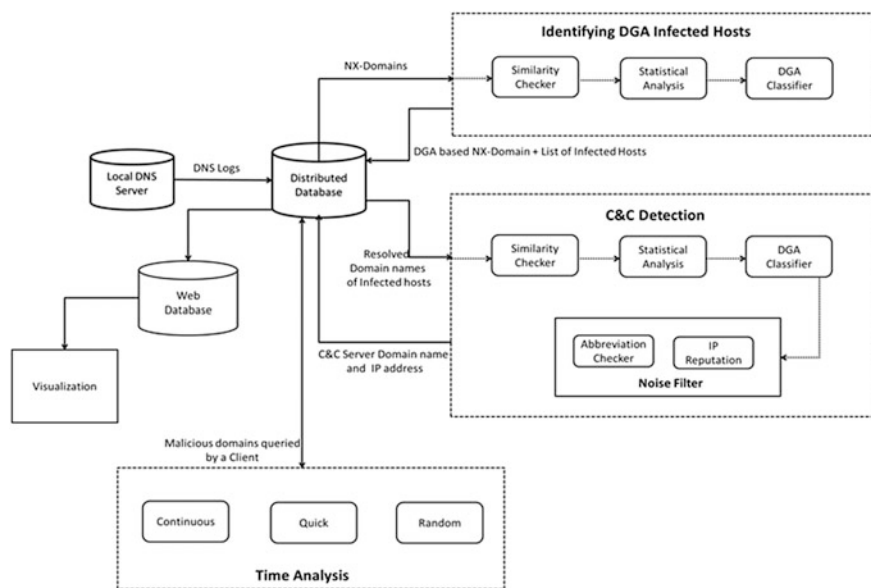 Identifying DGA Infected Hosts
NX-Domains
Similarity
Checker
Statistical
Analysis
DGA
Classifier
DGA based NX-Domain + List of Infected Hosts
Local DNS
Server
DNS Logs
Distributed
Database
C&C Detection
Similarity
Checker
Statistical
Analysis
DGA
Classifier
Resolved
Domain names
of Infected hosts
Web
Database
Abbreviation
Checker
IP
Reputation
Noise Filter
C&C Server Domain name
and IP address
Visualization
Malicious domains queried
by a Client
Continuous
Quick
Random
Time Analysis